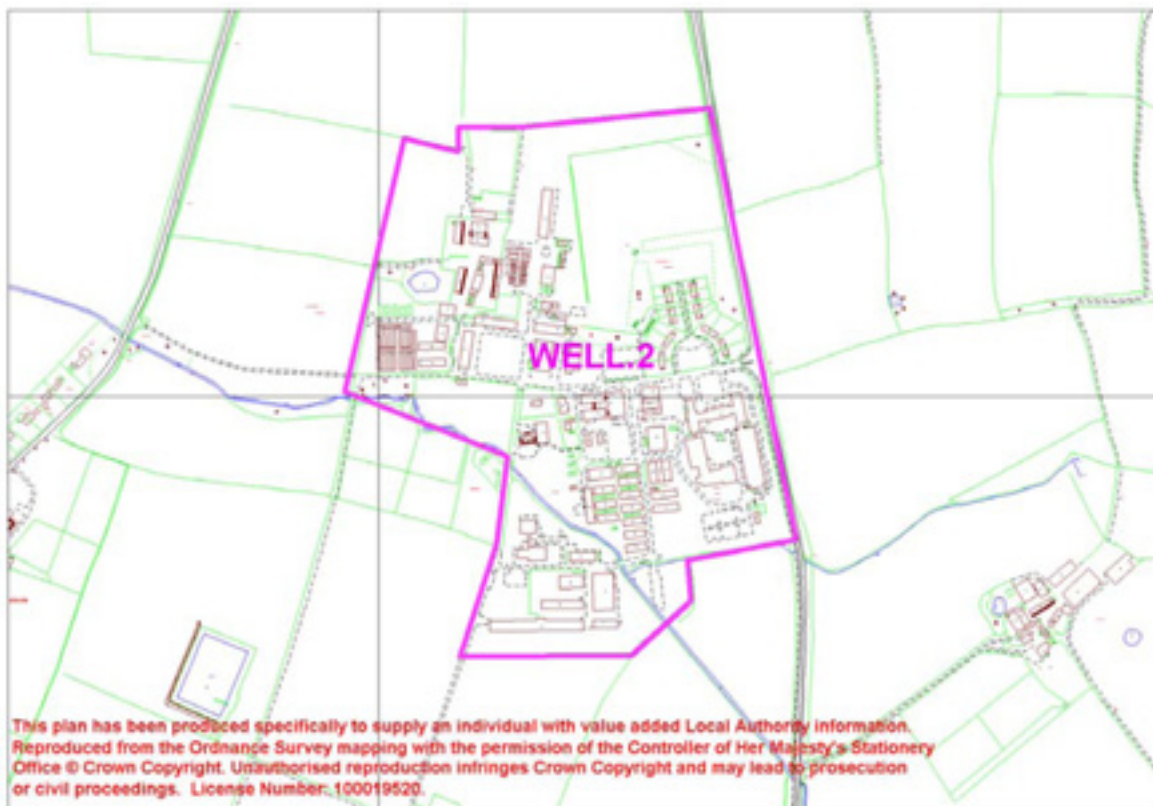 WELL.2
This plan has been produced specifically to supply an individual with value added Local Authority information.
Reproduced from the Ordnance Survey mapping with the permission of the Controller of Her Majesty's Stationery
Office © Crown Copyright. Unauthorised reproduction infringes Crown Copyright and may lead to prosecution
or civil proceedings. License Number: 100019520.